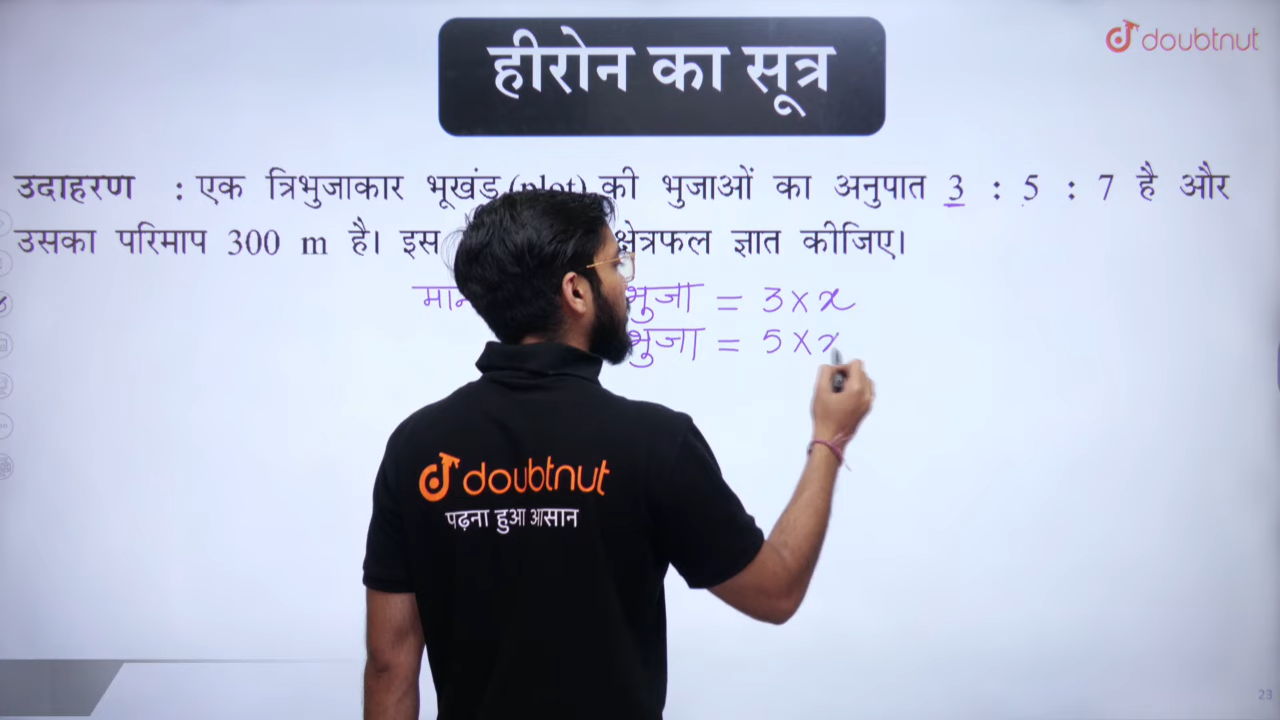 हीरोन का सूत्र
doubtnut
उदाहरण : एक त्रिभुजाकार भूखंड (plot) की भुजाओं का अनुपात 3 : 5 : 7 है और
उसका परिमाप 300 m है। इस क्षेत्रफल ज्ञात कीजिए।
भुजा = 3 × x
भुजा = 5 × x
doubtnut
पढ़ना हुआ आसान
23